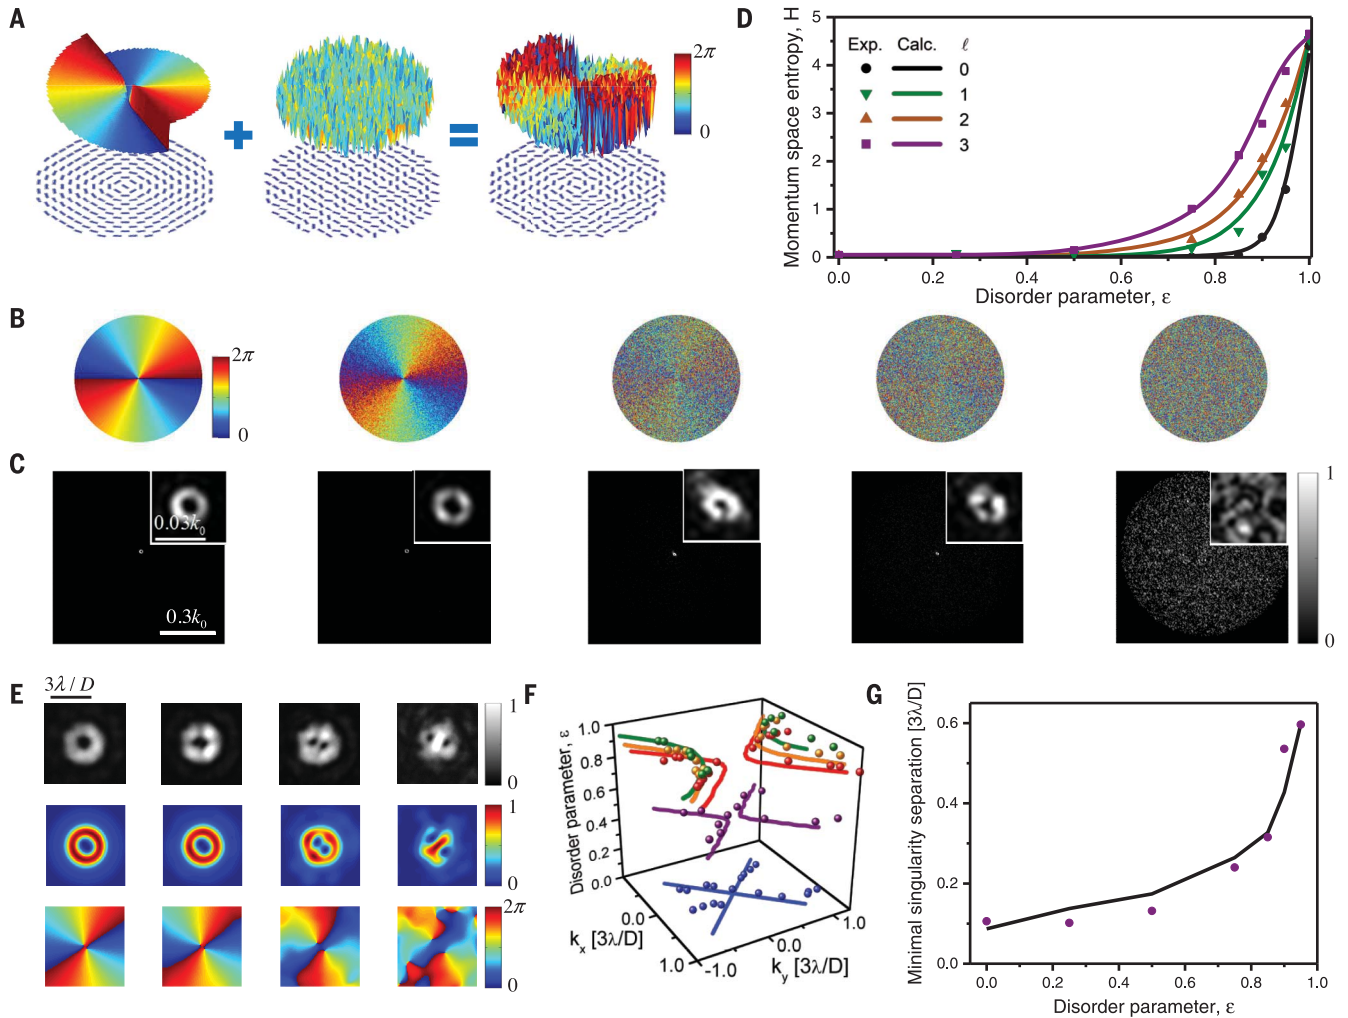 A
2π
0
D
Momentum space entropy, H
5
4
3
2
1
0
Exp. Calc. ℓ
0
1
2
3
0.0 0.2 0.4 0.6 0.8 1.0
Disorder parameter, ε
B
2π
0
C
0.03k₀
0.3k₀
1
0
E
3λ / D
1
0
1
0
2π
0
F
Disorder parameter, ε
1.0
0.8
0.6
0.4
0.2
0.0
0.0
1.0
kₓ [3λ/D]
-1.0
0.0
1.0
k_y [3λ/D]
G
Minimal singularity separation [3λ/D]
0.6
0.4
0.2
0.0
0.0 0.2 0.4 0.6 0.8 1.0
Disorder parameter, ε